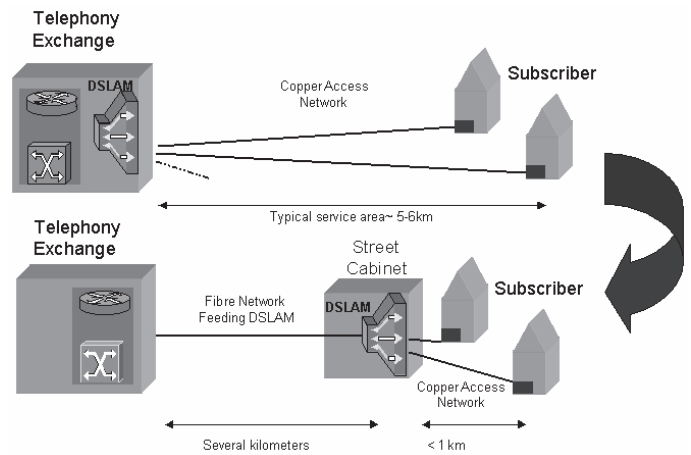 Telephony
Exchange
DSLAM
Copper Access
Network
Subscriber
Typical service area~ 5-6km
Telephony
Exchange
Street
Cabinet
Fibre Network
Feeding DSLAM
DSLAM
Subscriber
Copper Access
Network
Several kilometers
< 1 km